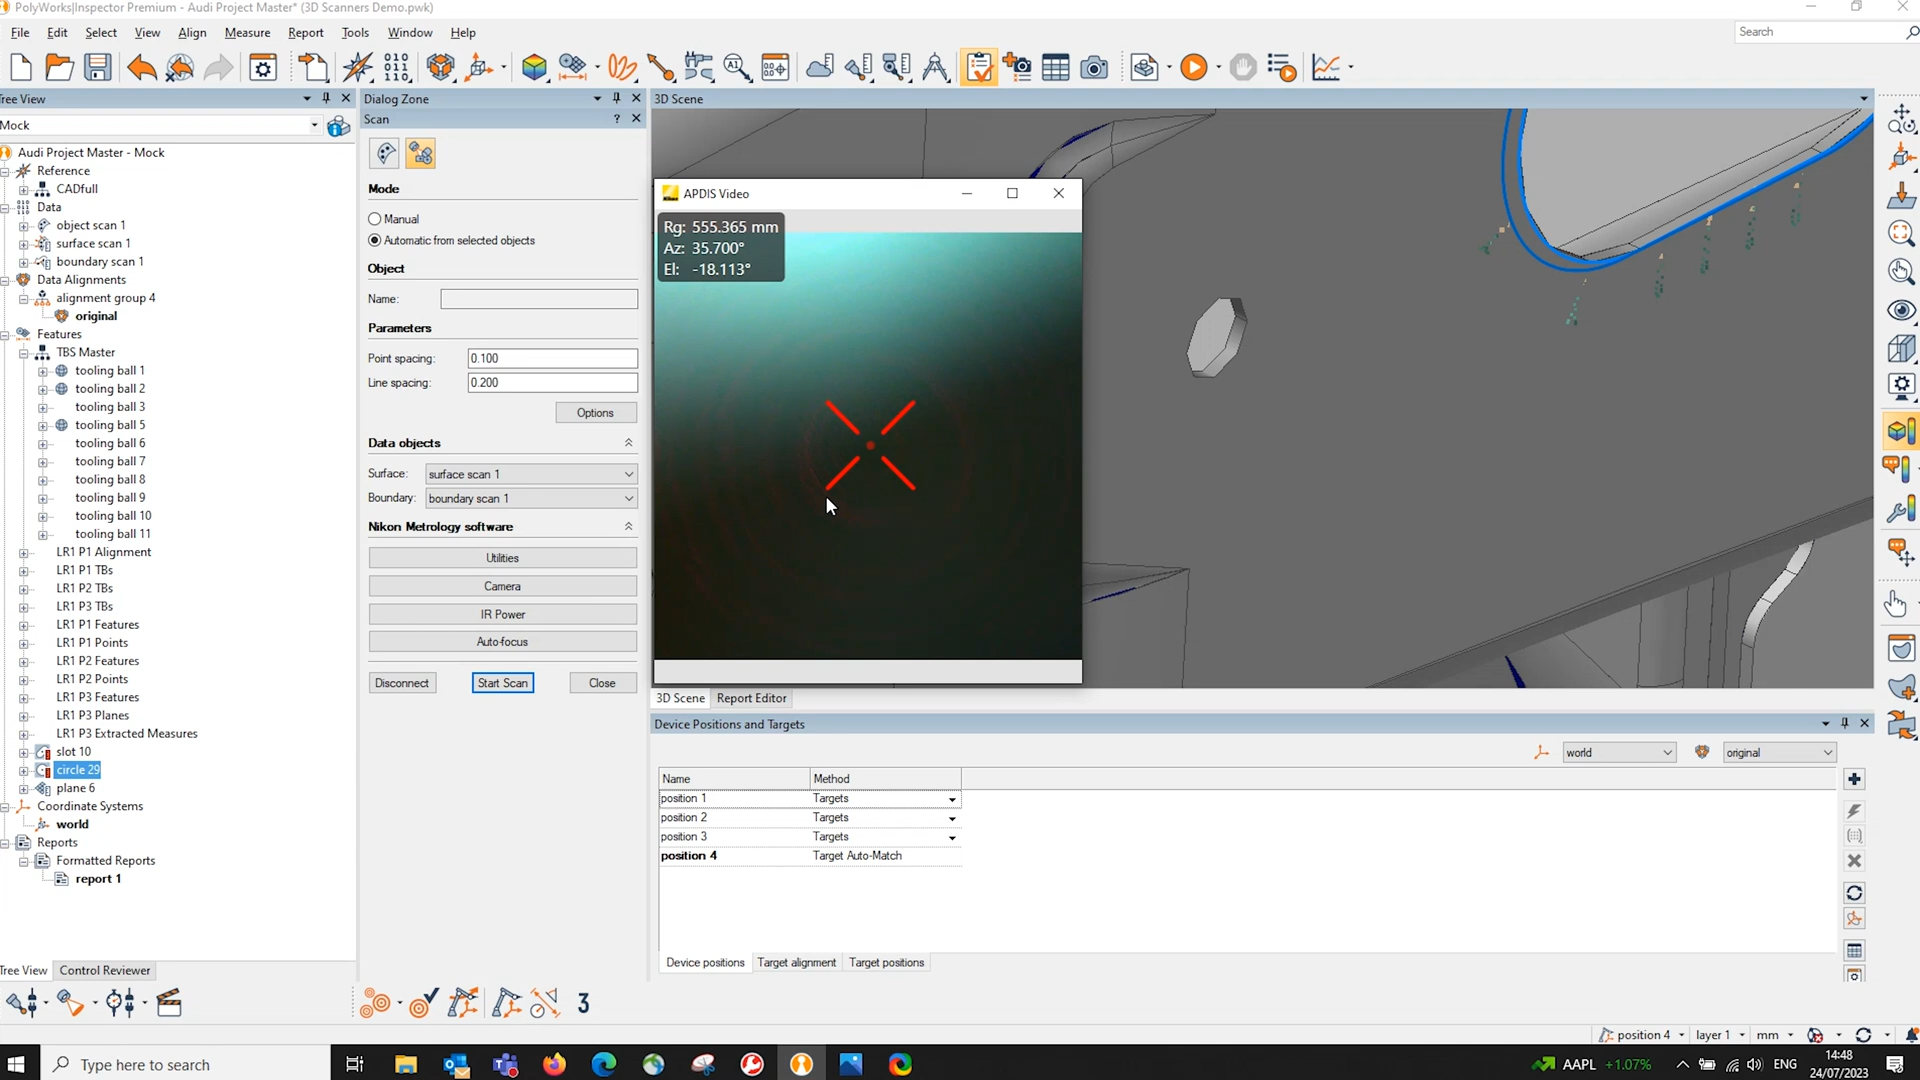 PolyWorks|Inspector Premium - Audi Project Master* (3D Scanners Demo.pwk)
File Edit Select View Align Measure Report Tools Window Help
Search
Tree View
Mock
Audi Project Master - Mock
Reference
CADfull
Data
object scan 1
surface scan 1
boundary scan 1
Data Alignments
alignment group 4
original
Features
TBS Master
tooling ball 1
tooling ball 2
tooling ball 3
tooling ball 5
tooling ball 6
tooling ball 7
tooling ball 8
tooling ball 9
tooling ball 10
tooling ball 11
LR1 P1 Alignment
LR1 P1 TBs
LR1 P2 TBs
LR1 P3 TBs
LR1 P1 Features
LR1 P1 Points
LR1 P2 Features
LR1 P2 Points
LR1 P3 Features
LR1 P3 Planes
LR1 P3 Extracted Measures
slot 10
circle 29
plane 6
Coordinate Systems
world
Reports
Formatted Reports
report 1
Tree View Control Reviewer
Dialog Zone
Scan
?
Mode
Manual
Automatic from selected objects
Object
Name:
Parameters
Point spacing: 0.100
Line spacing: 0.200
Options
Data objects
Surface: surface scan 1
Boundary: boundary scan 1
Nikon Metrology software
Utilities
Camera
IR Power
Auto-focus
Disconnect Start Scan Close
3D Scene
APDIS Video
Rg: 555.365 mm
Az: 35.700°
El: -18.113°
3D Scene Report Editor
Device Positions and Targets
world original
Name Method
position 1 Targets
position 2 Targets
position 3 Targets
position 4 Target Auto-Match
Device positions Target alignment Target positions
3
position 4 layer 1 mm
Type here to search
AAPL +1.07%
ENG
14:48
24/07/2023